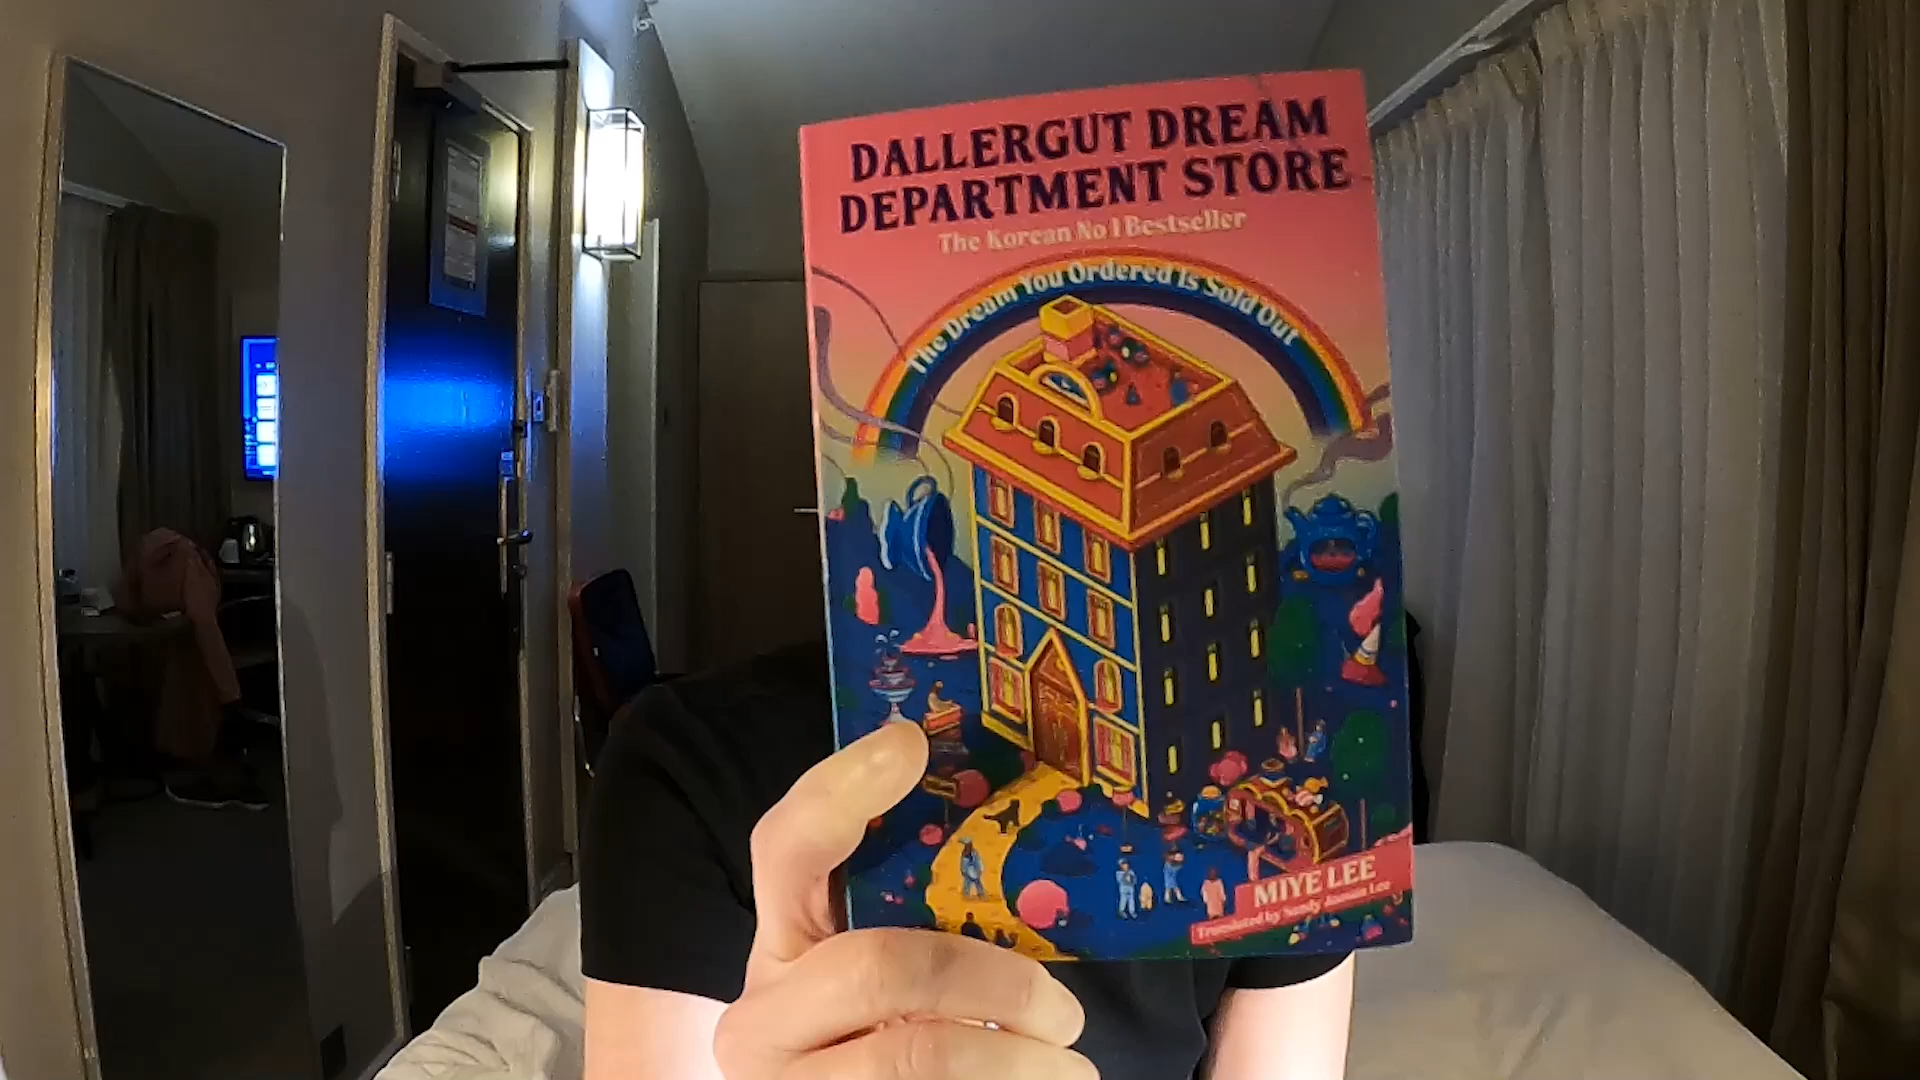 DALLERGUT DREAM
DEPARTMENT STORE
The Korean No 1 Bestseller
The Dream You Ordered Is Sold Out
MIYE LEE
Translated by Sandy Joosun Lee